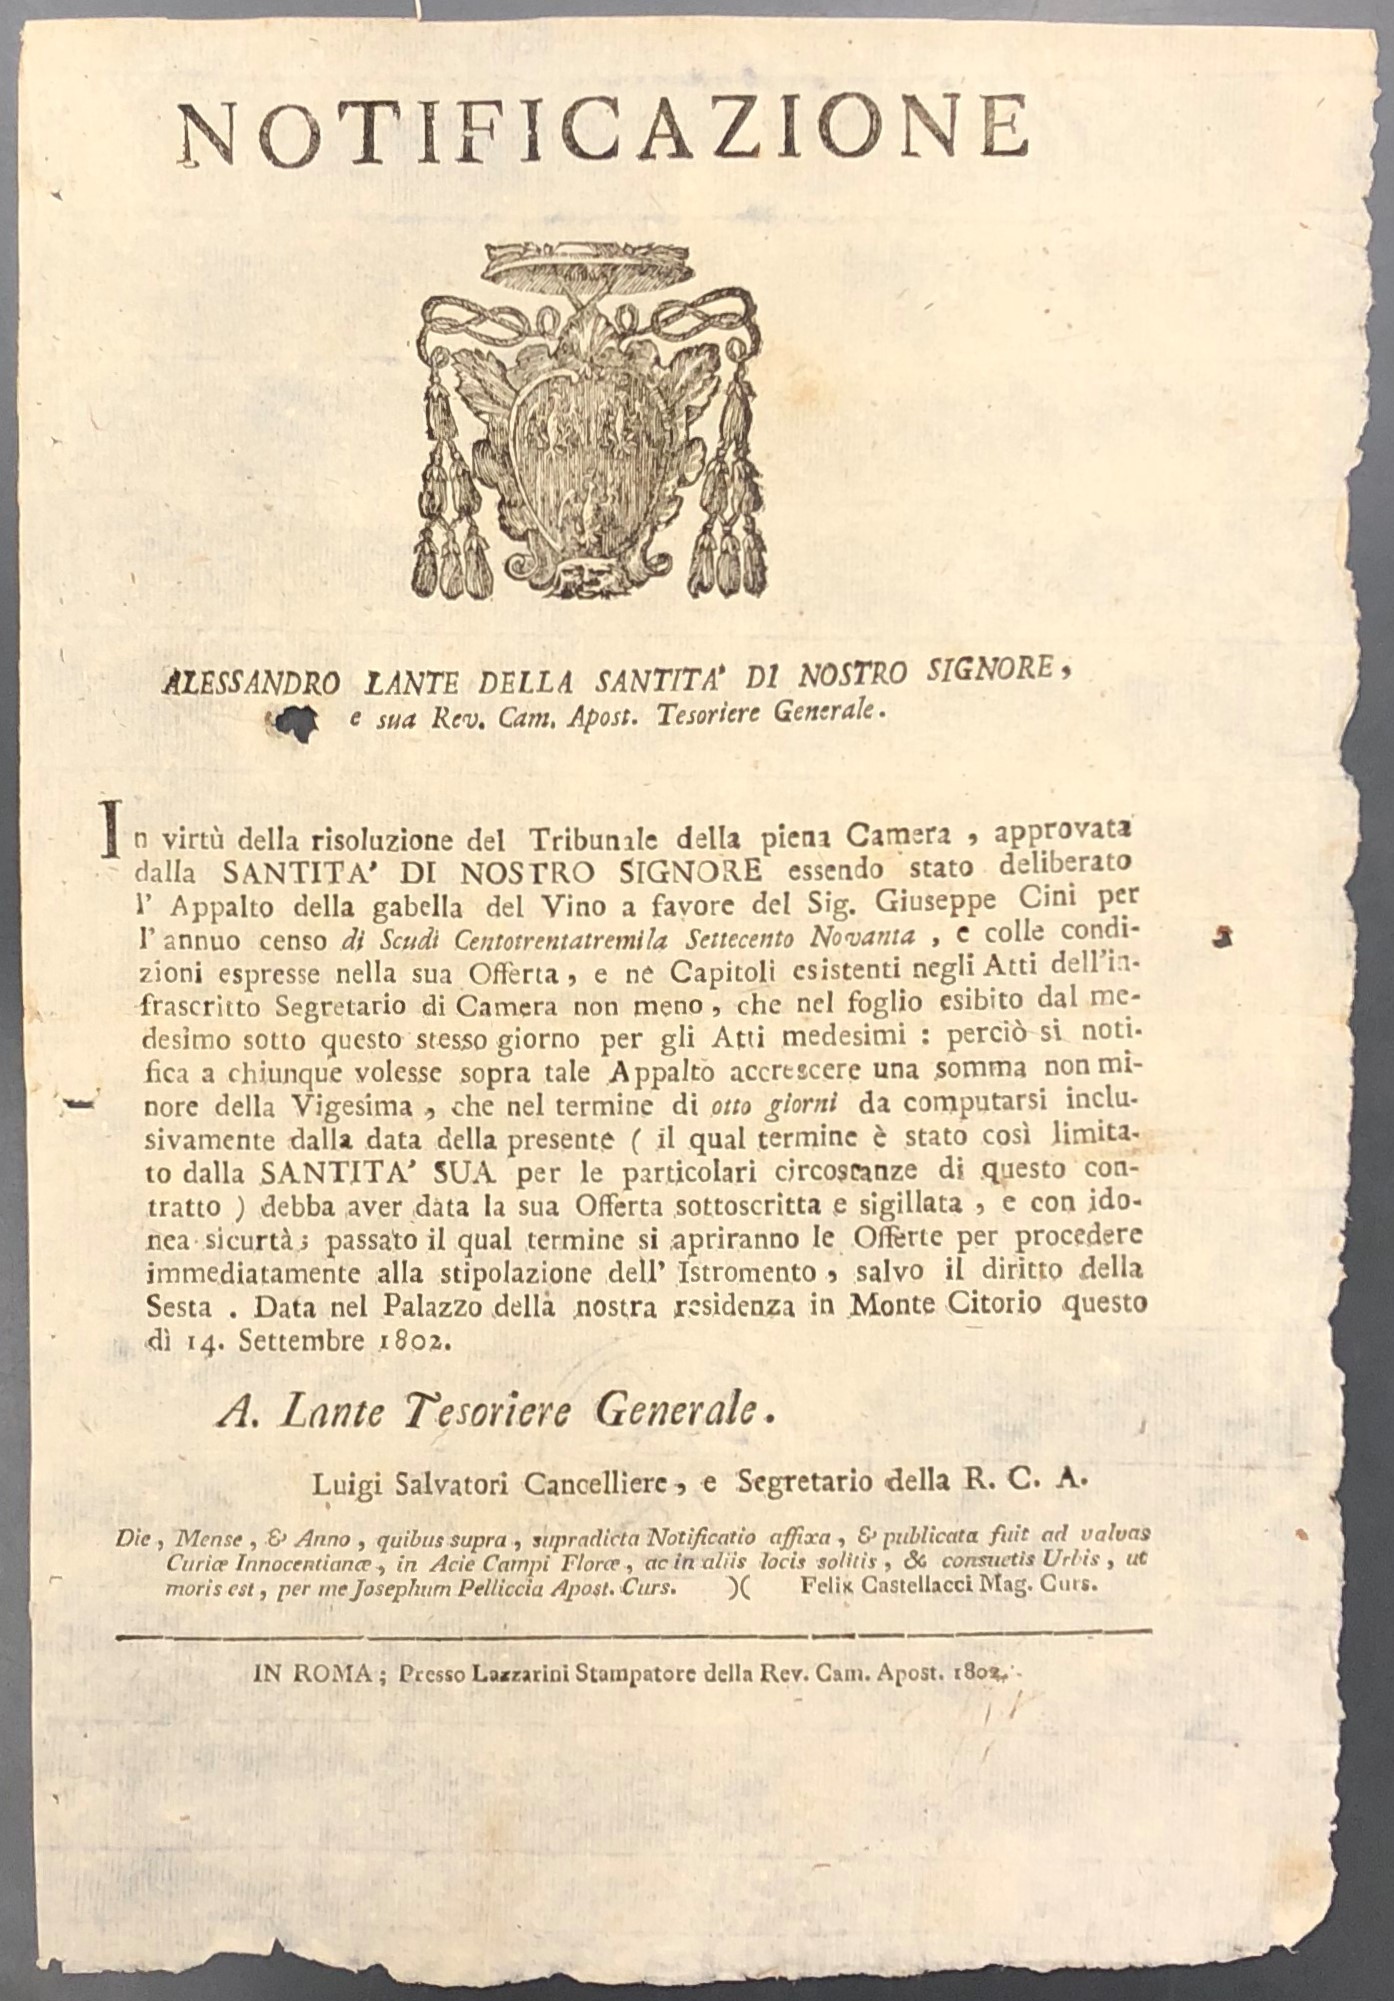 NOTIFICAZIONE
ALESSANDRO LANTE DELLA SANTITA' DI NOSTRO SIGNORE,
e sua Rev. Cam. Apost. Tesoriere Generale.
In virtù della risoluzione del Tribunale della piena Camera, approvata
dalla SANTITA' DI NOSTRO SIGNORE essendo stato deliberato
l'Appalto della gabella del Vino a favore del Sig. Giuseppe Cini per
l'annuo censo di Scudi Centotrentatremila Settecento Novanta, e colle condi-
zioni espresse nella sua Offerta, e ne Capitoli esistenti negli Atti dell'in-
frascritto Segretario di Camera non meno, che nel foglio esibito dal me-
desimo sotto questo stesso giorno per gli Atti medesimi: perciò si noti-
fica a chiunque volesse sopra tale Appalto accrescere una somma non mi-
nore della Vigesima, che nel termine di otto giorni da computarsi inclu-
sivamente dalla data della presente (il qual termine è stato così limita-
to dalla SANTITA' SUA per le particolari circostanze di questo con-
tratto) debba aver data la sua Offerta sottoscritta e sigillata, e con ido-
nea sicurtà; passato il qual termine si apriranno le Offerte per procedere
immediatamente alla stipolazione dell'Istromento, salvo il diritto della
Sesta. Data nel Palazzo della nostra residenza in Monte Citorio questo
dì 14. Settembre 1802.
A. Lante Tesoriere Generale.
Luigi Salvatori Cancelliere, e Segretario della R. C. A.
Die, Mense, & Anno, quibus supra, supradicta Notificatio affixa, & publicata fuit ad valvas
Curiæ Innocentianæ, in Acie Campi Floræ, ac in aliis locis solitis, & consuetis Urbis, ut
moris est, per me Josephum Pelliccia Apost. Curs. )( Felix Castellacci Mag. Curs.
IN ROMA; Presso Lazzarini Stampatore della Rev. Cam. Apost. 1802.